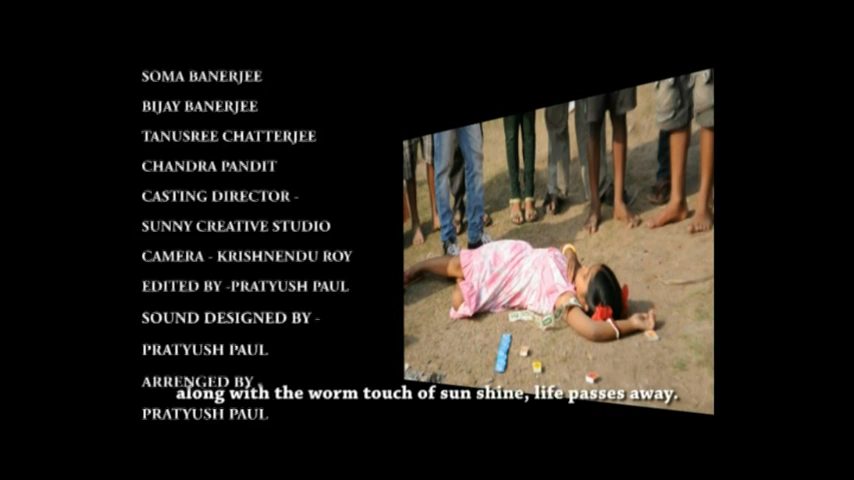 SOMA BANERJEE
BIJAY BANERJEE
TANUSREE CHATTERJEE
CHANDRA PANDIT
CASTING DIRECTOR -
SUNNY CREATIVE STUDIO
CAMERA - KRISHNENDU ROY
EDITED BY -PRATYUSH PAUL
SOUND DESIGNED BY -
PRATYUSH PAUL
ARRENGED BY -
along with the worm touch of sun shine, life passes away.
PRATYUSH PAUL